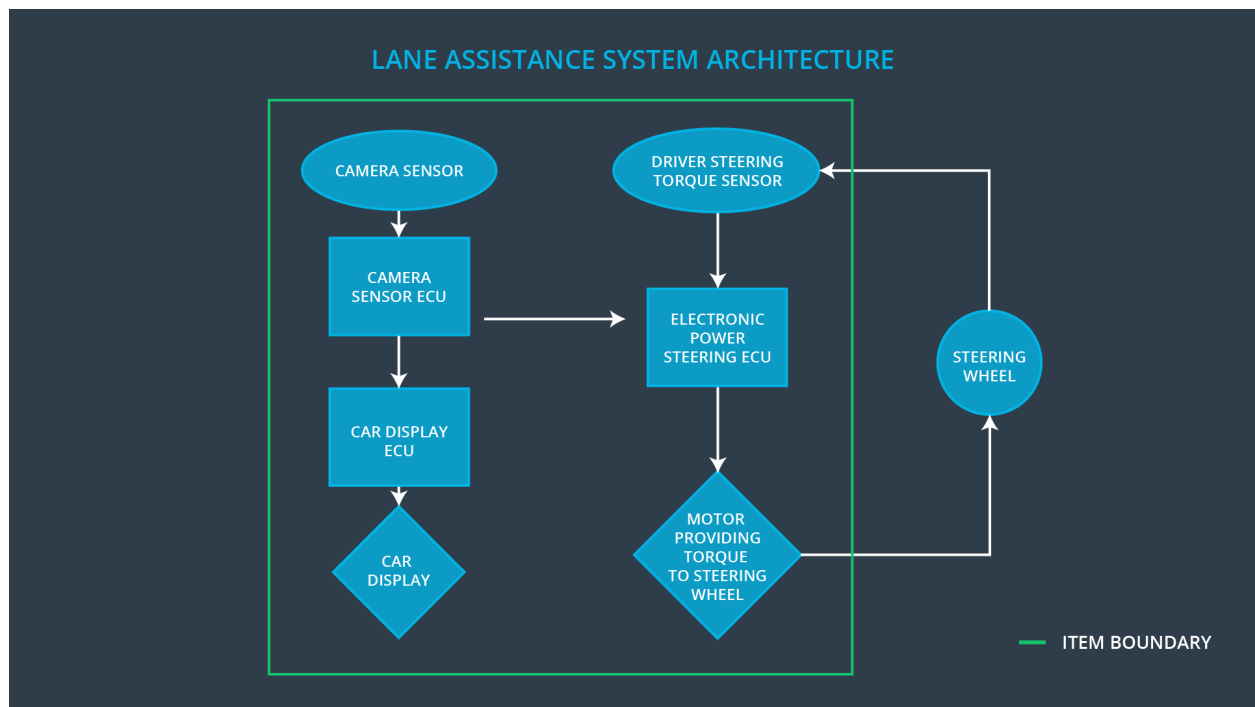 LANE ASSISTANCE SYSTEM ARCHITECTURE
CAMERA SENSOR
DRIVER STEERING
TORQUE SENSOR
CAMERA
SENSOR ECU
ELECTRONIC
POWER
STEERING ECU
STEERING
WHEEL
CAR DISPLAY
ECU
CAR
DISPLAY
MOTOR
PROVIDING
TORQUE
TO STEERING
WHEEL
ITEM BOUNDARY